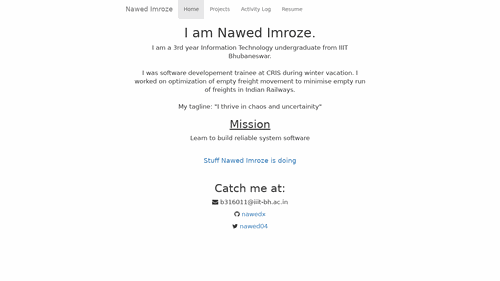 Nawed Imroze Home Projects Activity Log Resume
I am Nawed Imroze.
I am a 3rd year Information Technology undergraduate from IIIT
Bhubaneswar.
I was software developement trainee at CRIS during winter vacation. I
worked on optimization of empty freight movement to minimise empty run
of freights in Indian Railways.
My tagline: "I thrive in chaos and uncertainity"
Mission
Learn to build reliable system software
Stuff Nawed Imroze is doing
Catch me at:
b316011@iiit-bh.ac.in
nawedx
nawed04